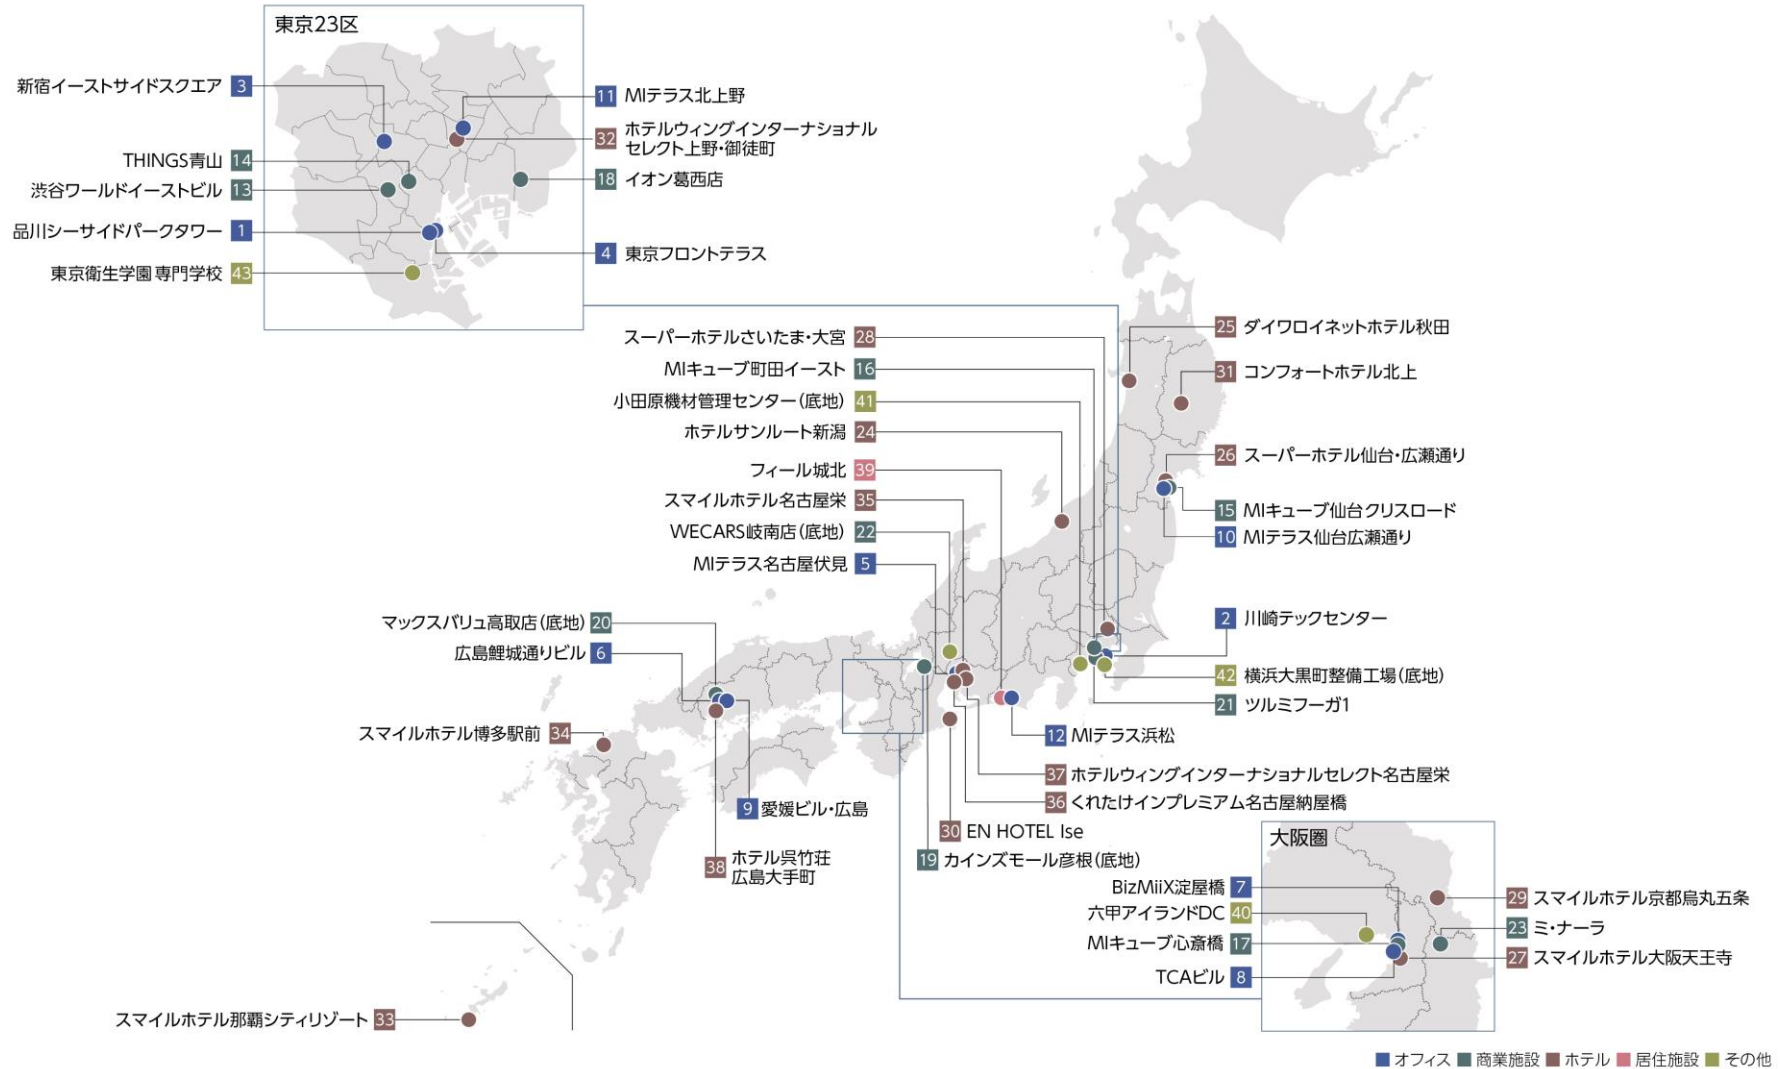 東京23区
新宿イーストサイドスクエア 3
THINGS青山 14
渋谷ワールドイーストビル 13
品川シーサイドパークタワー 1
東京衛生学園 専門学校 43
11 MIテラス北上野
32 ホテルウィングインターナショナル
セレクト上野・御徒町
18 イオン葛西店
4 東京フロントテラス
スーパーホテルさいたま・大宮 28
MIキューブ町田イースト 16
小田原機材管理センター(底地) 41
ホテルサンルート新潟 24
フィール城北 39
スマイルホテル名古屋栄 35
WECARS岐南店(底地) 22
MIテラス名古屋伏見 5
25 ダイワロイネットホテル秋田
31 コンフォートホテル北上
26 スーパーホテル仙台・広瀬通り
15 MIキューブ仙台クリスロード
10 MIテラス仙台広瀬通り
2 川崎テックセンター
42 横浜大黒町整備工場(底地)
21 ツルミフーガ1
マックスバリュ高取店(底地) 20
広島鯉城通りビル 6
スマイルホテル博多駅前 34
12 MIテラス浜松
37 ホテルウィングインターナショナルセレクト名古屋栄
36 くれたけインプレミアム名古屋納屋橋
9 愛媛ビル・広島
30 EN HOTEL Ise
38 ホテル呉竹荘
広島大手町
19 カインズモール彦根(底地)
大阪圏
BizMiiX淀屋橋 7
六甲アイランドDC 40
MIキューブ心斎橋 17
TCAビル 8
29 スマイルホテル京都烏丸五条
23 ミ・ナーラ
27 スマイルホテル大阪天王寺
スマイルホテル那覇シティリゾート 33
オフィス 商業施設 ホテル 居住施設 その他